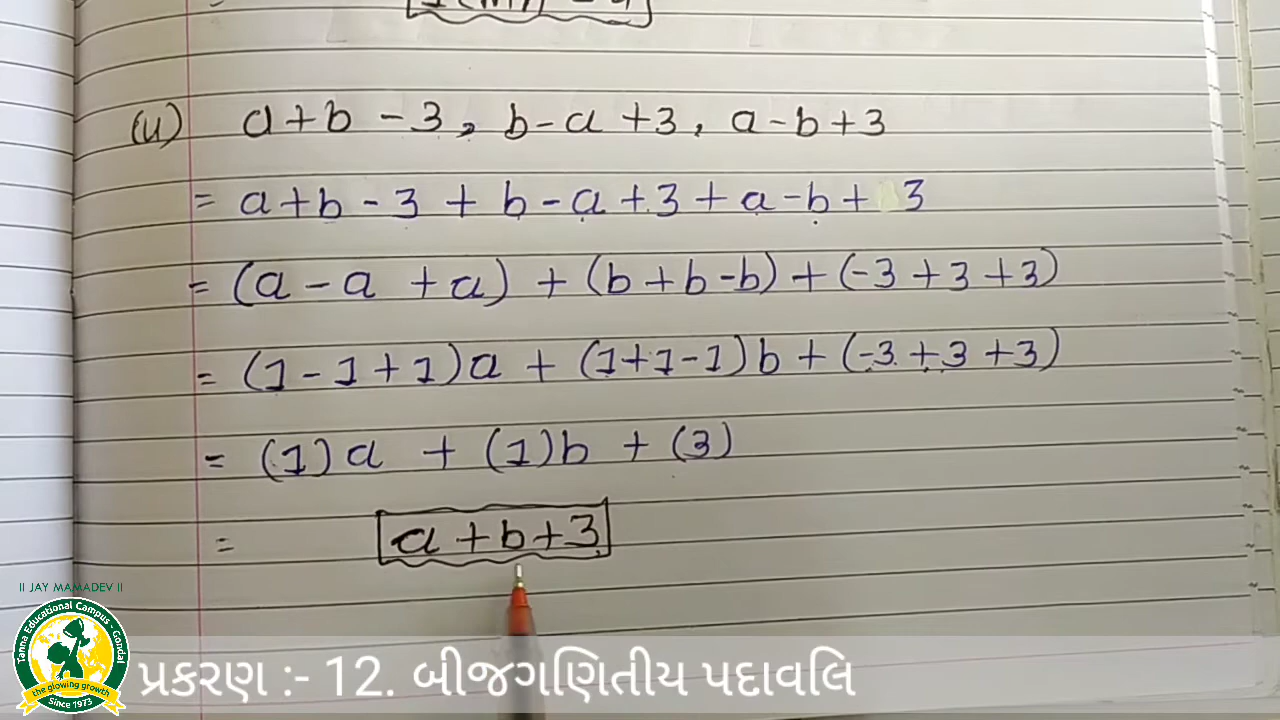 (૫) a+b-3, b-a+3, a-b+3
= a+b-3 + b-a+3+a-b+ 3
= (a-a +a) + (b+b-b) + (-3+3+3)
= (1-1+1)a + (1+1-1)b + (-3+3+3)
= (1)a + (1)b + (3)
= a+b+3
II JAY MAMADEV II
Tanna Educational Campus - Gondal
the glowing growth
Since 1973
પ્રકરણ :- 12. બીજગણિતીય પદાવલિ